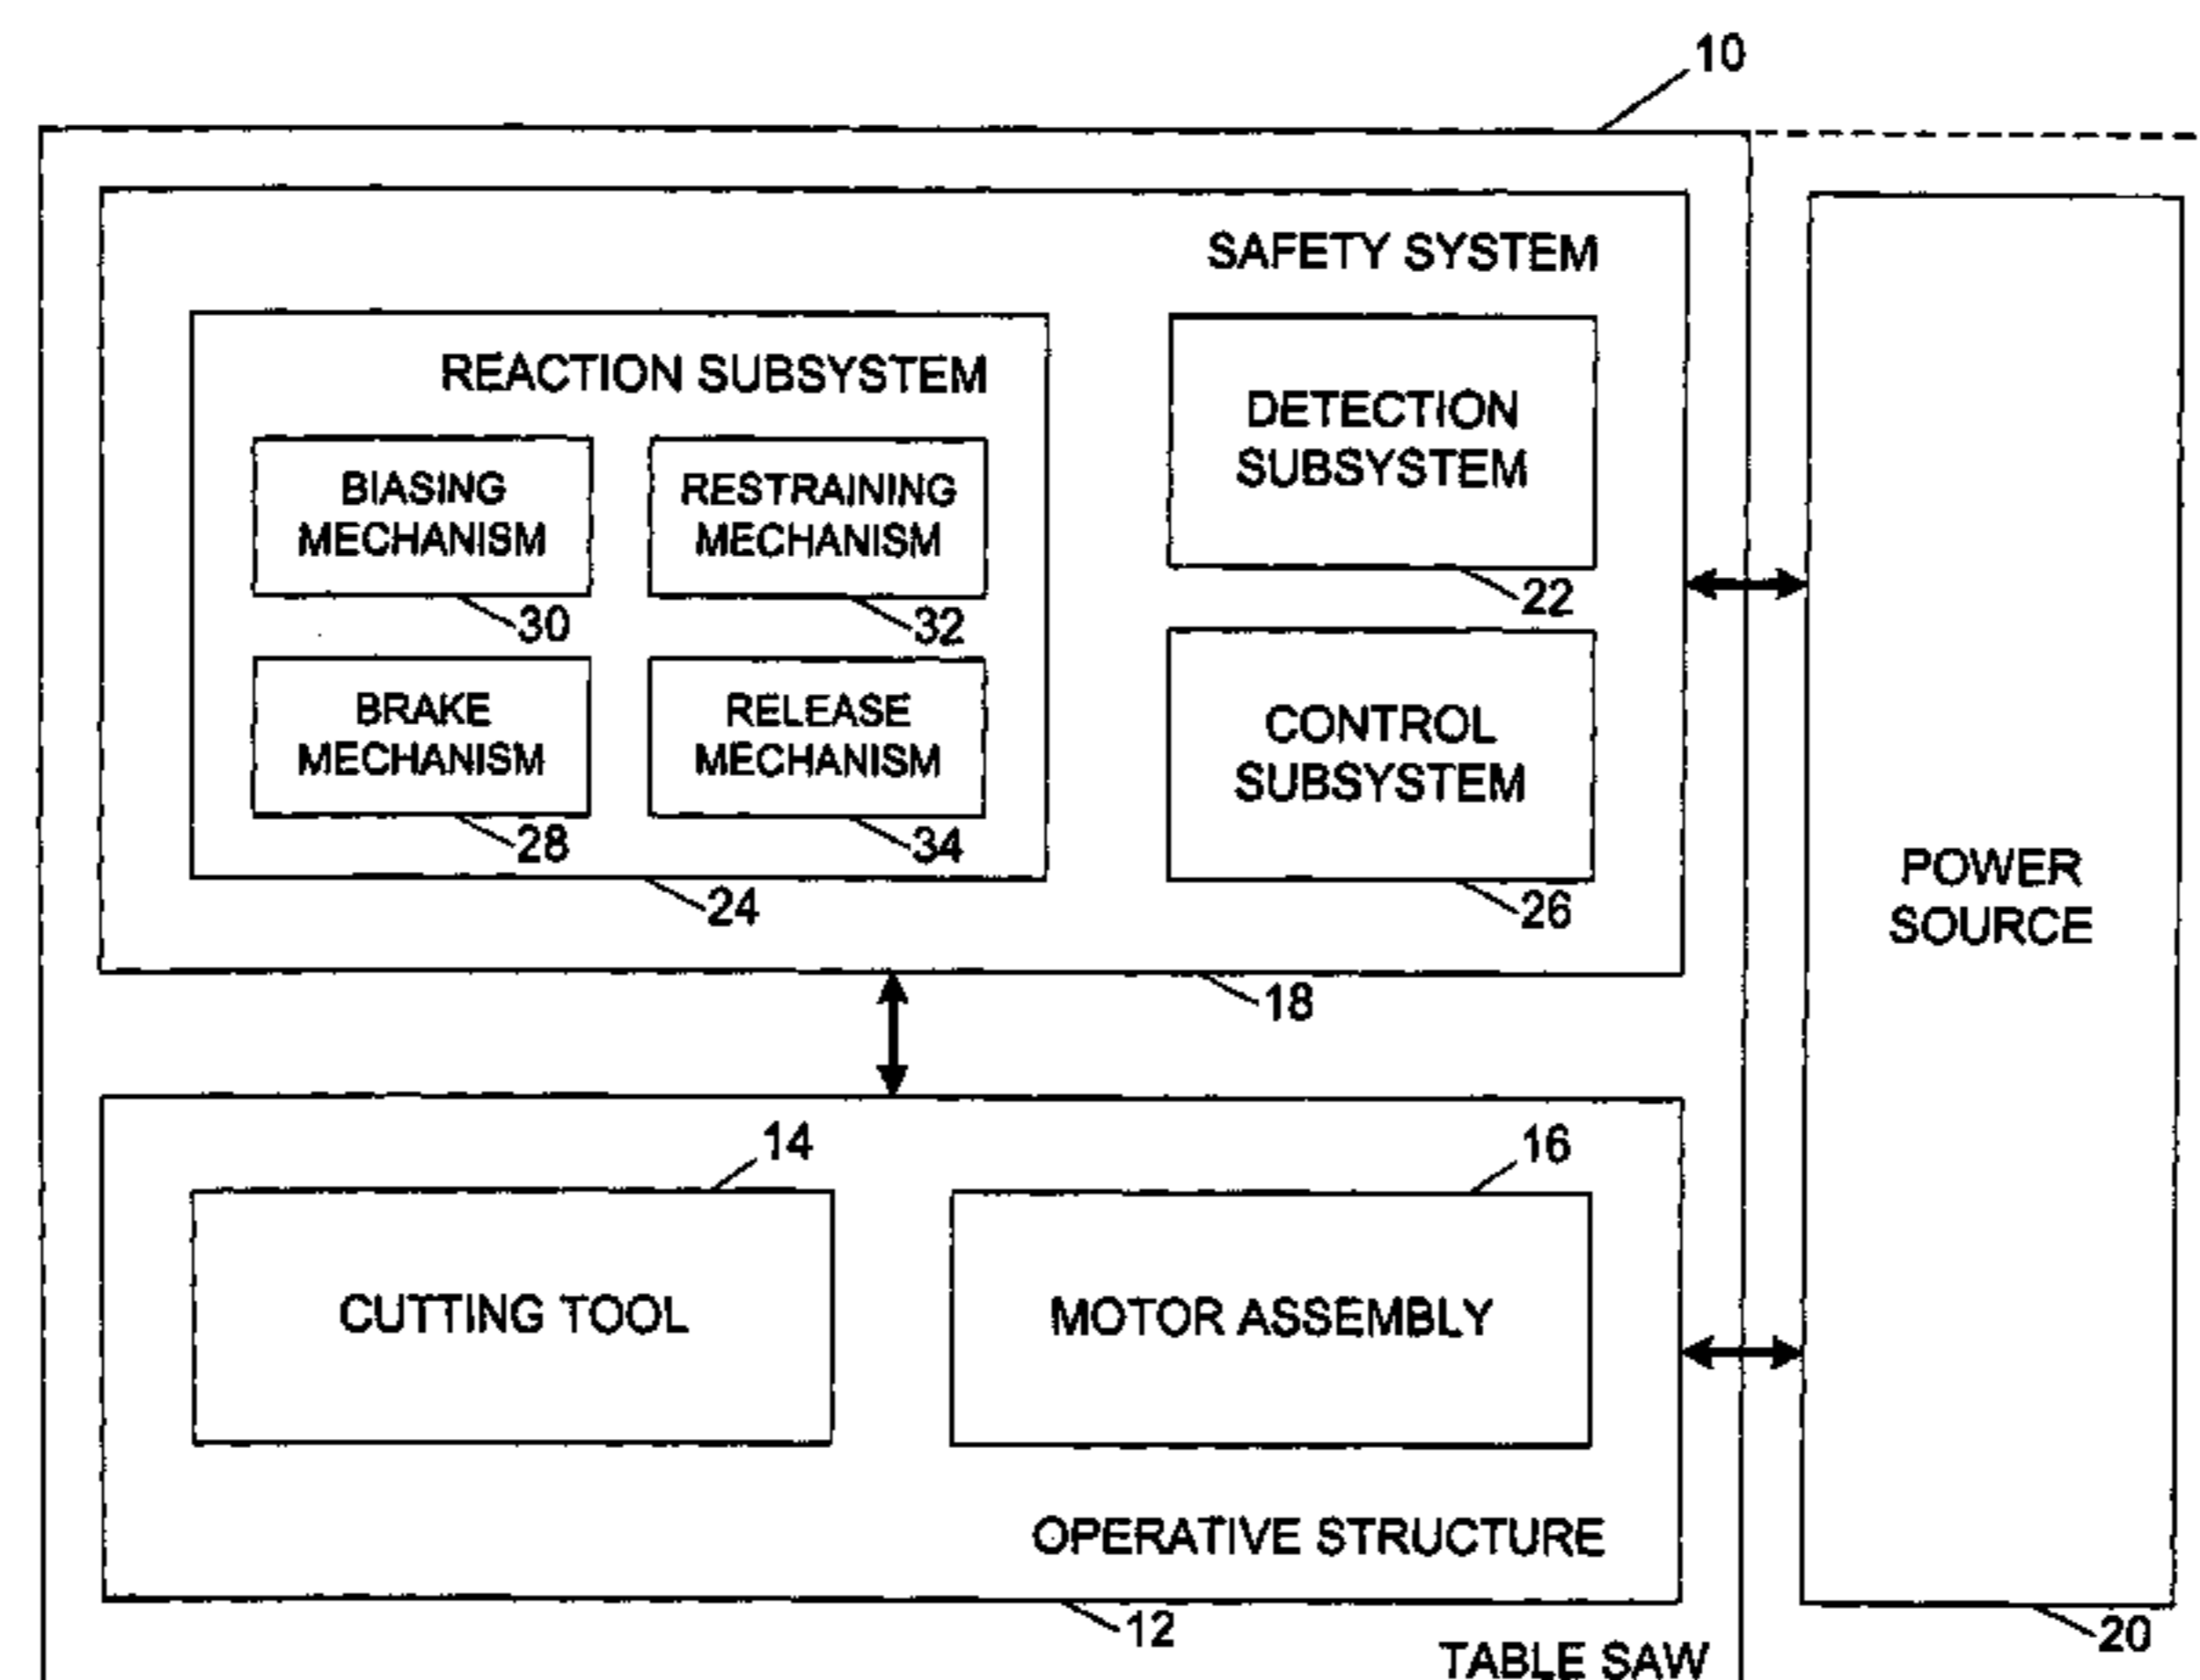 10
SAFETY SYSTEM
REACTION SUBSYSTEM
BIASING
MECHANISM
30
RESTRAINING
MECHANISM
32
BRAKE
MECHANISM
28
RELEASE
MECHANISM
34
24
DETECTION
SUBSYSTEM
22
CONTROL
SUBSYSTEM
26
18
POWER
SOURCE
20
14
CUTTING TOOL
16
MOTOR ASSEMBLY
OPERATIVE STRUCTURE
12
TABLE SAW